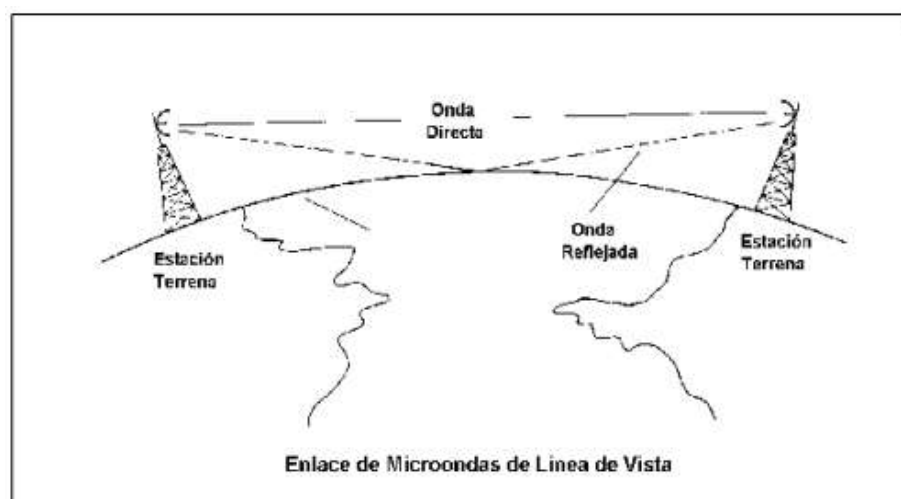 Onda
Directa
Onda
Reflejada
Estación
Terrena
Estación
Terrena
Enlace de Microondas de Linea de Vista